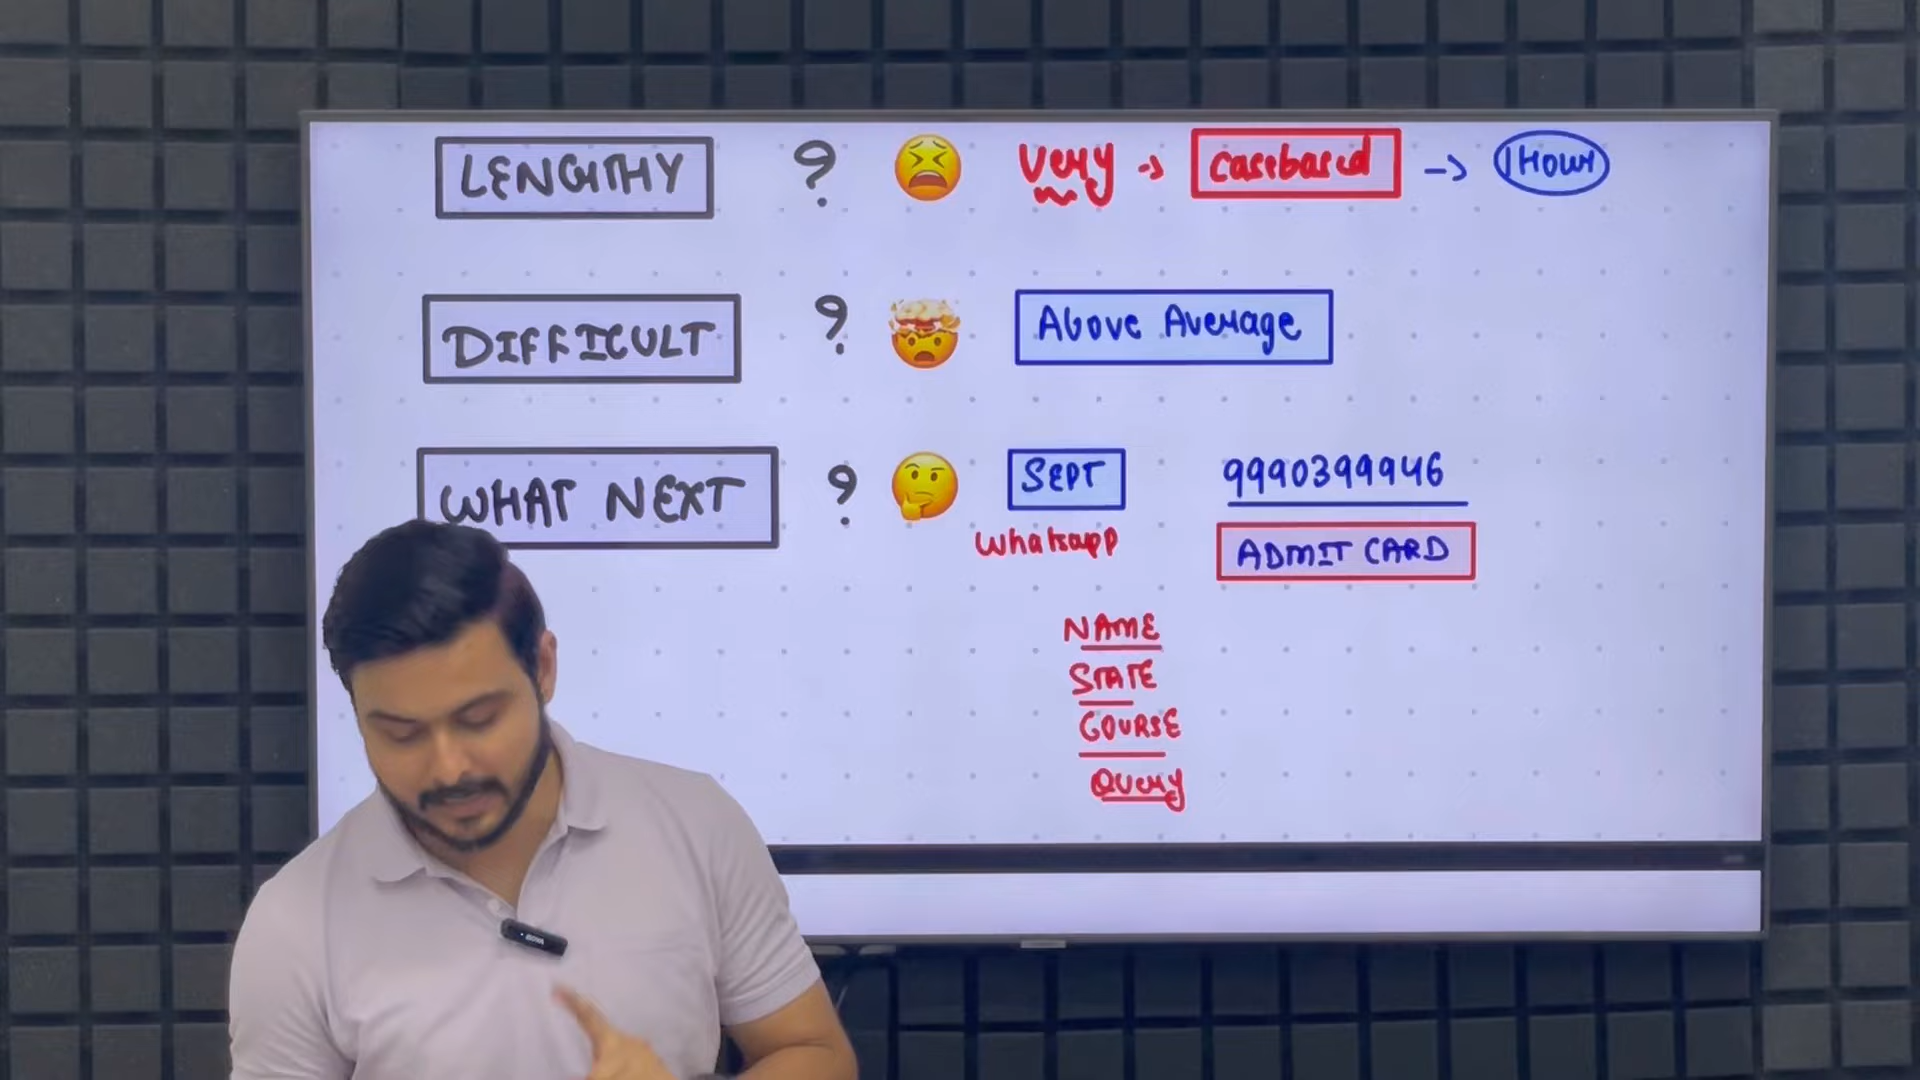 LENGTHY ? Very → Casebased → 1 Hour
DIFFICULT ? Above Average
WHAT NEXT ? SEPT 9990399946
Whatsapp ADMIT CARD
NAME
STATE
COURSE
Query